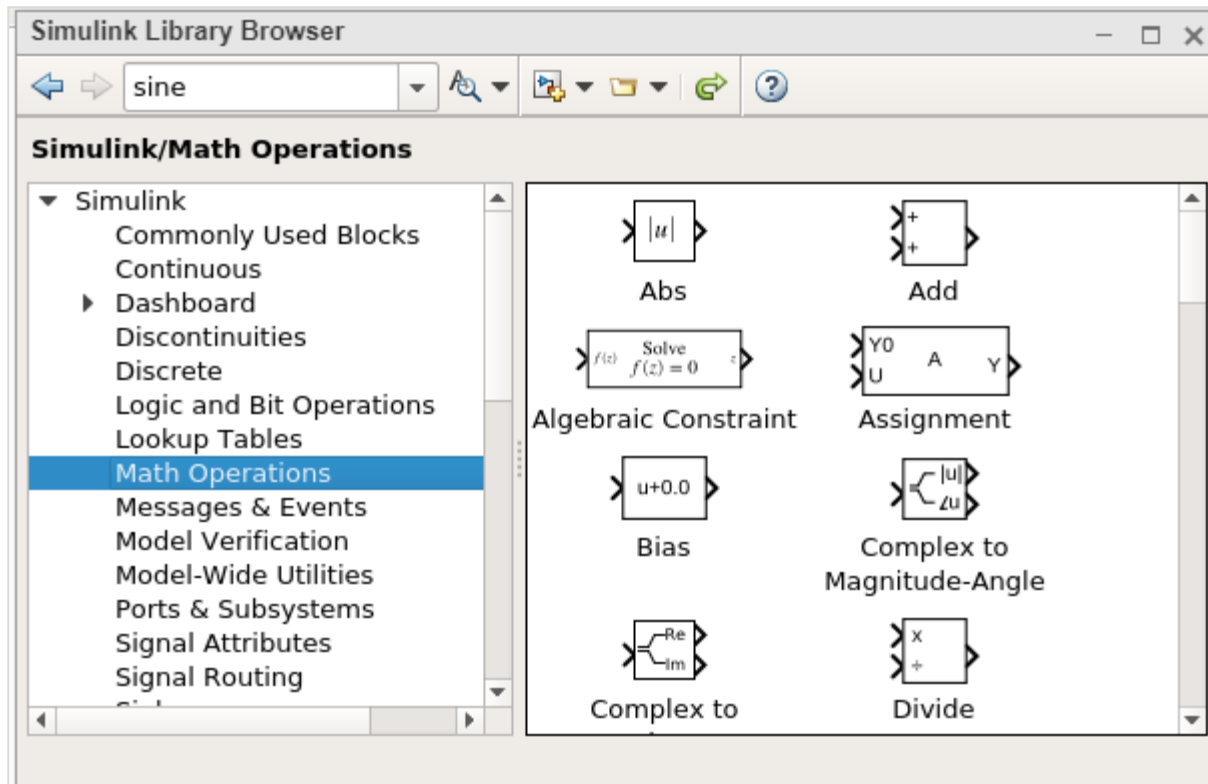 Simulink Library Browser
sine
Simulink/Math Operations
Simulink
Commonly Used Blocks
Continuous
Dashboard
Discontinuities
Discrete
Logic and Bit Operations
Lookup Tables
Math Operations
Messages & Events
Model Verification
Model-Wide Utilities
Ports & Subsystems
Signal Attributes
Signal Routing
|u|
Abs
+
+
Add
f(z) Solve z
f(z) = 0
Algebraic Constraint
Y0 A Y
U
Assignment
u+0.0
Bias
|u|
∠u
Complex to
Magnitude-Angle
Re
Im
Complex to
x
÷
Divide